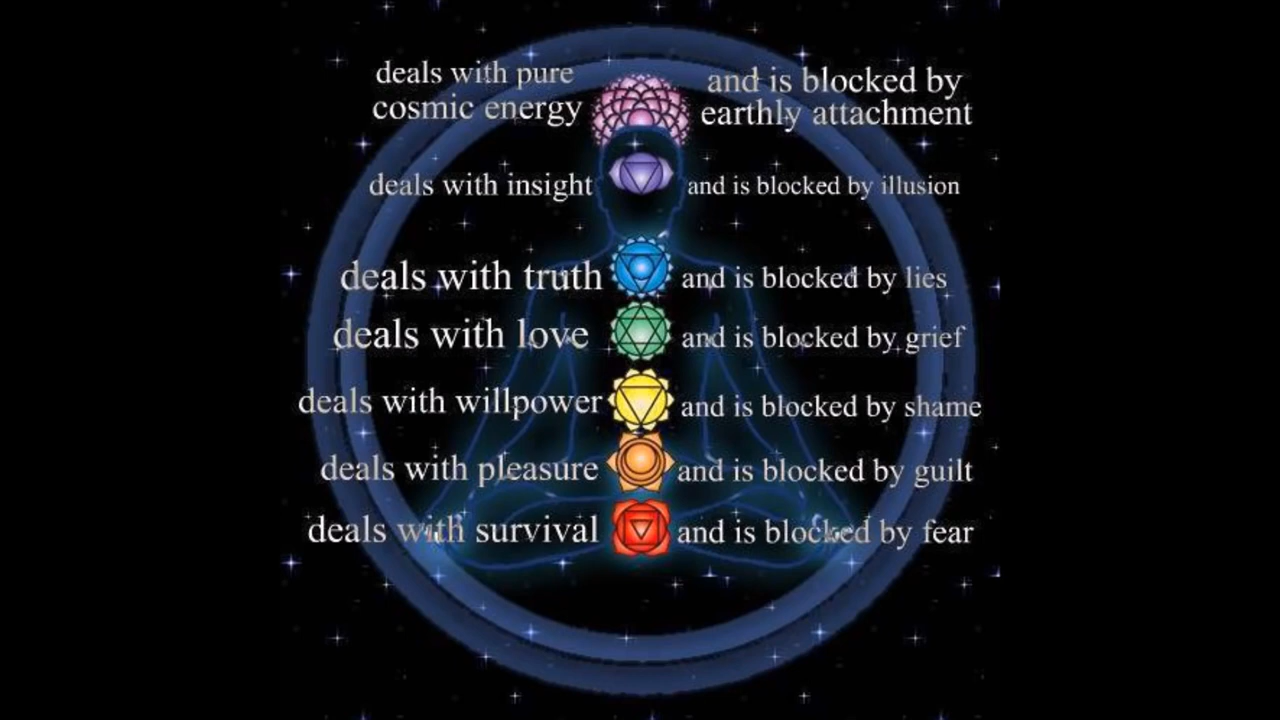 deals with pure
cosmic energy
and is blocked by
earthly attachment
deals with insight
and is blocked by illusion
deals with truth
and is blocked by lies
deals with love
and is blocked by grief
deals with willpower
and is blocked by shame
deals with pleasure
and is blocked by guilt
deals with survival
and is blocked by fear